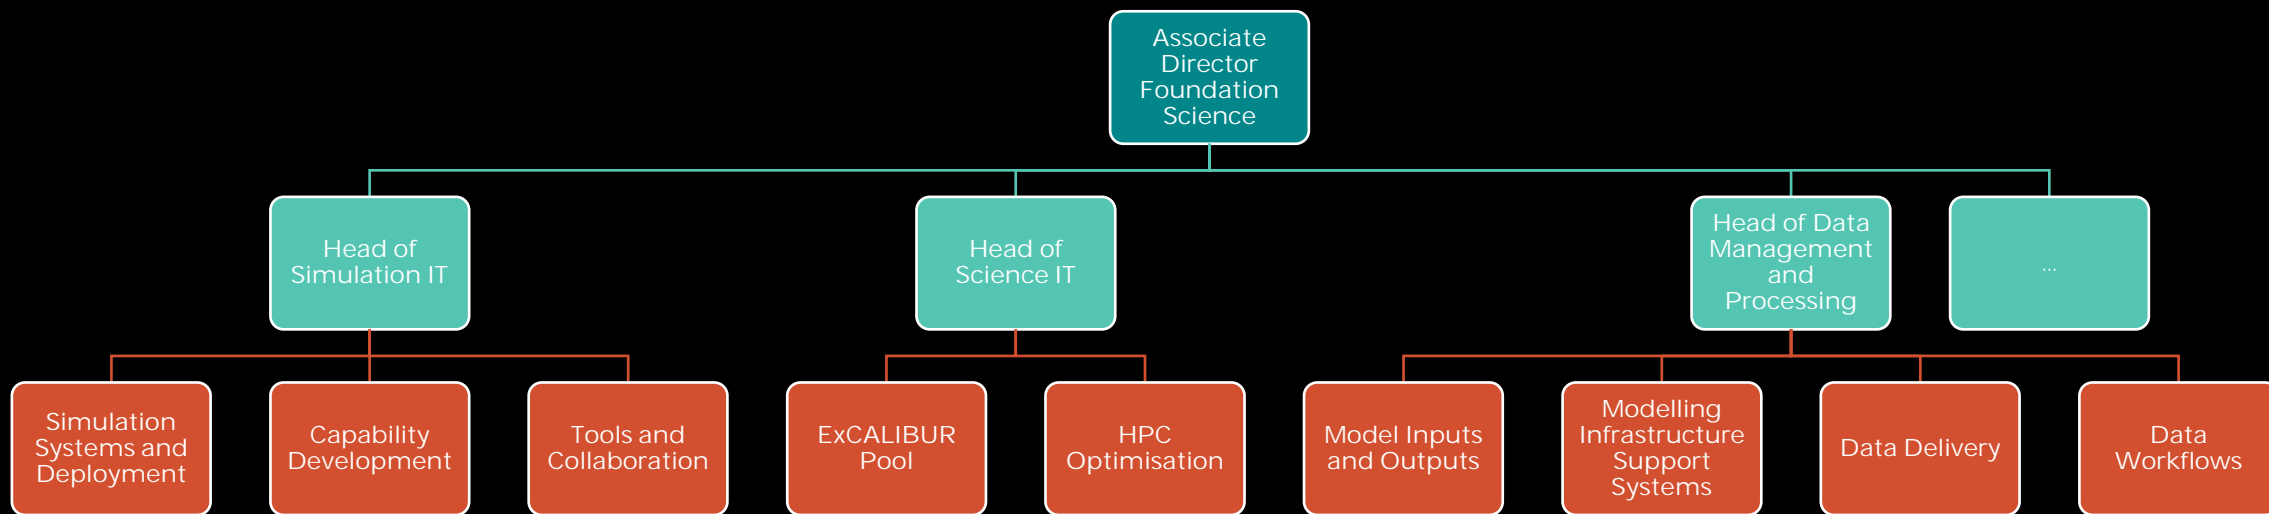 Associate
Director
Foundation
Science
Head of
Simulation IT
Head of
Science IT
Head of Data
Management
and
Processing
...
Simulation
Systems and
Deployment
Capability
Development
Tools and
Collaboration
ExCALIBUR
Pool
HPC
Optimisation
Model Inputs
and Outputs
Modelling
Infrastructure
Support
Systems
Data Delivery
Data
Workflows